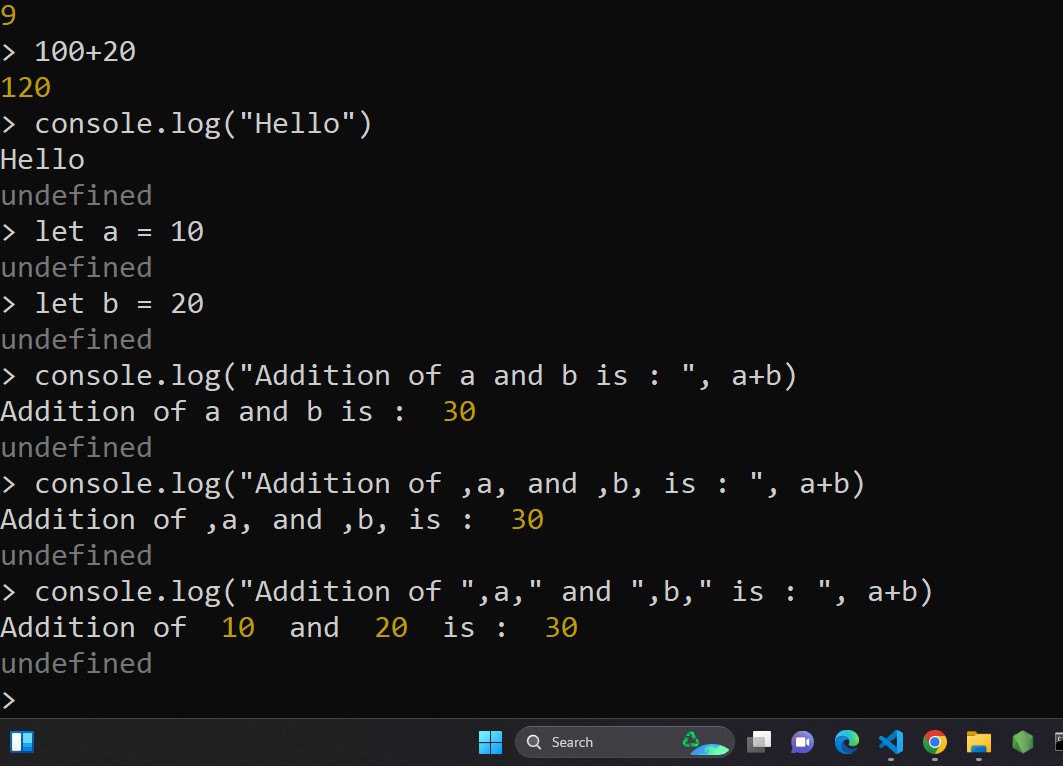 9
> 100+20
120
> console.log("Hello")
Hello
undefined
> let a = 10
undefined
> let b = 20
undefined
> console.log("Addition of a and b is : ", a+b)
Addition of a and b is :  30
undefined
> console.log("Addition of ,a, and ,b, is : ", a+b)
Addition of ,a, and ,b, is :  30
undefined
> console.log("Addition of ",a," and ",b," is : ", a+b)
Addition of  10  and  20  is :  30
undefined
>
Search